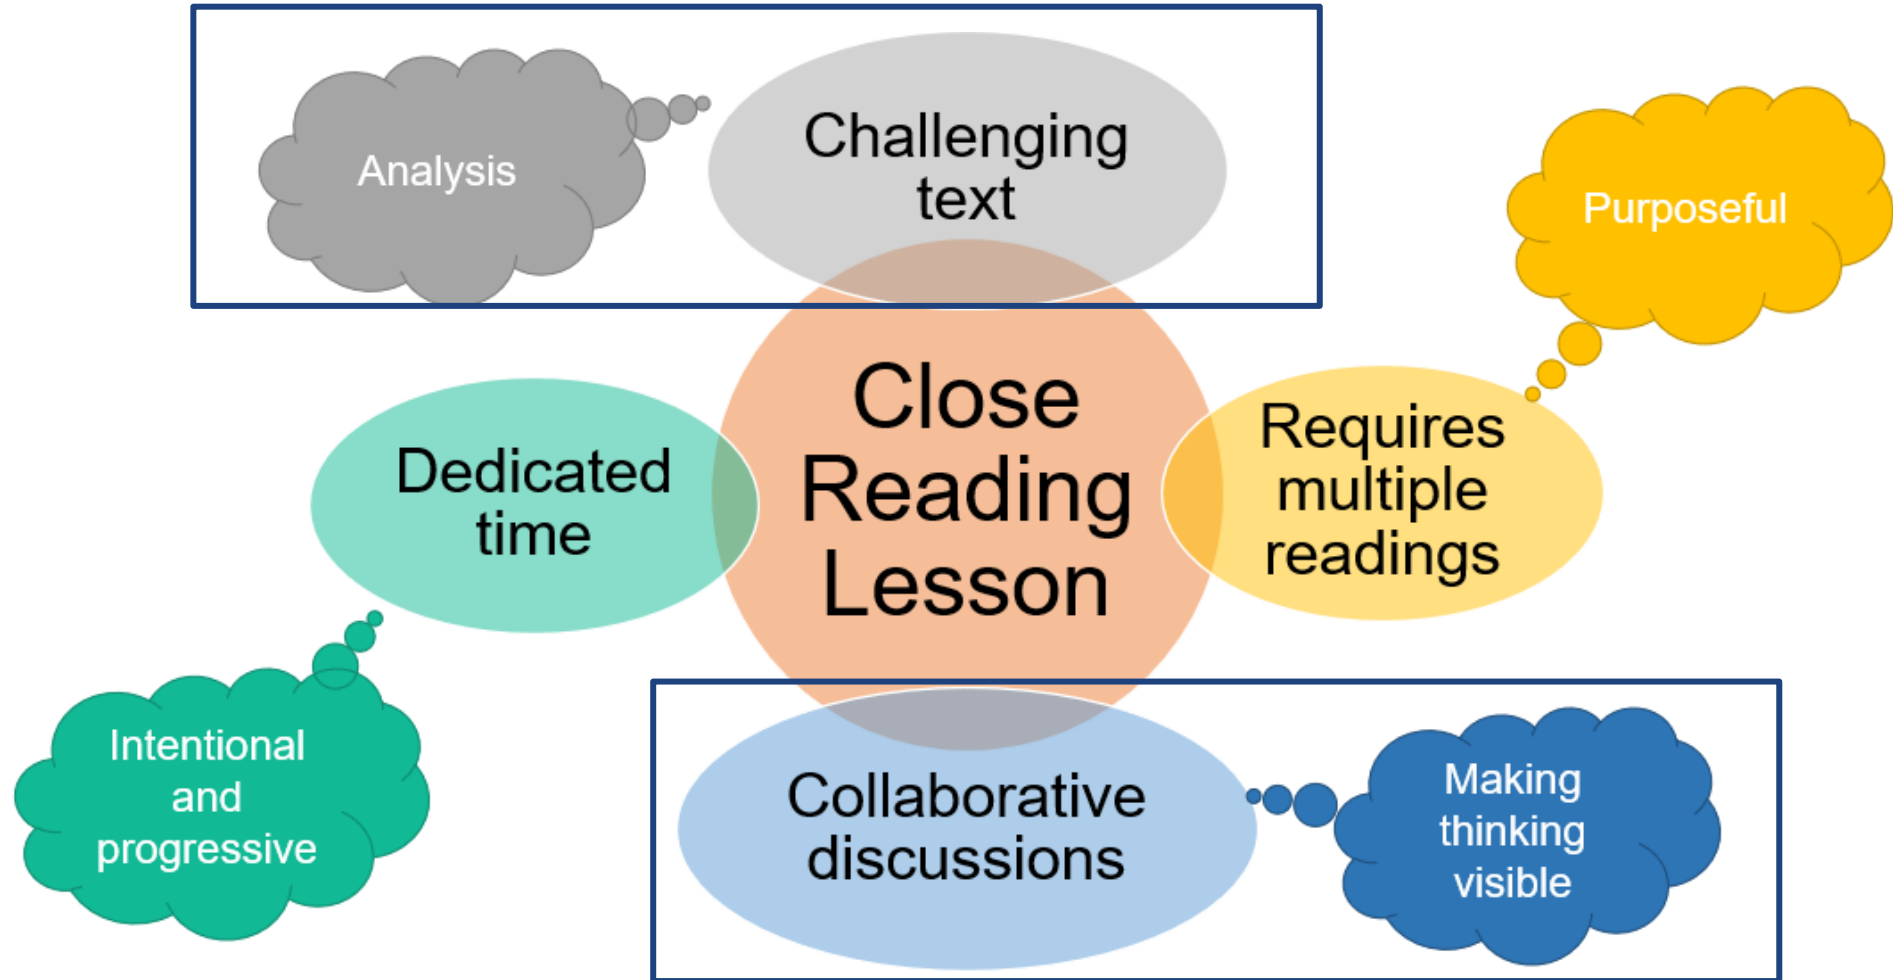 Analysis
Challenging
text
Purposeful
Close
Reading
Lesson
Dedicated
time
Requires
multiple
readings
Intentional
and
progressive
Collaborative
discussions
Making
thinking
visible